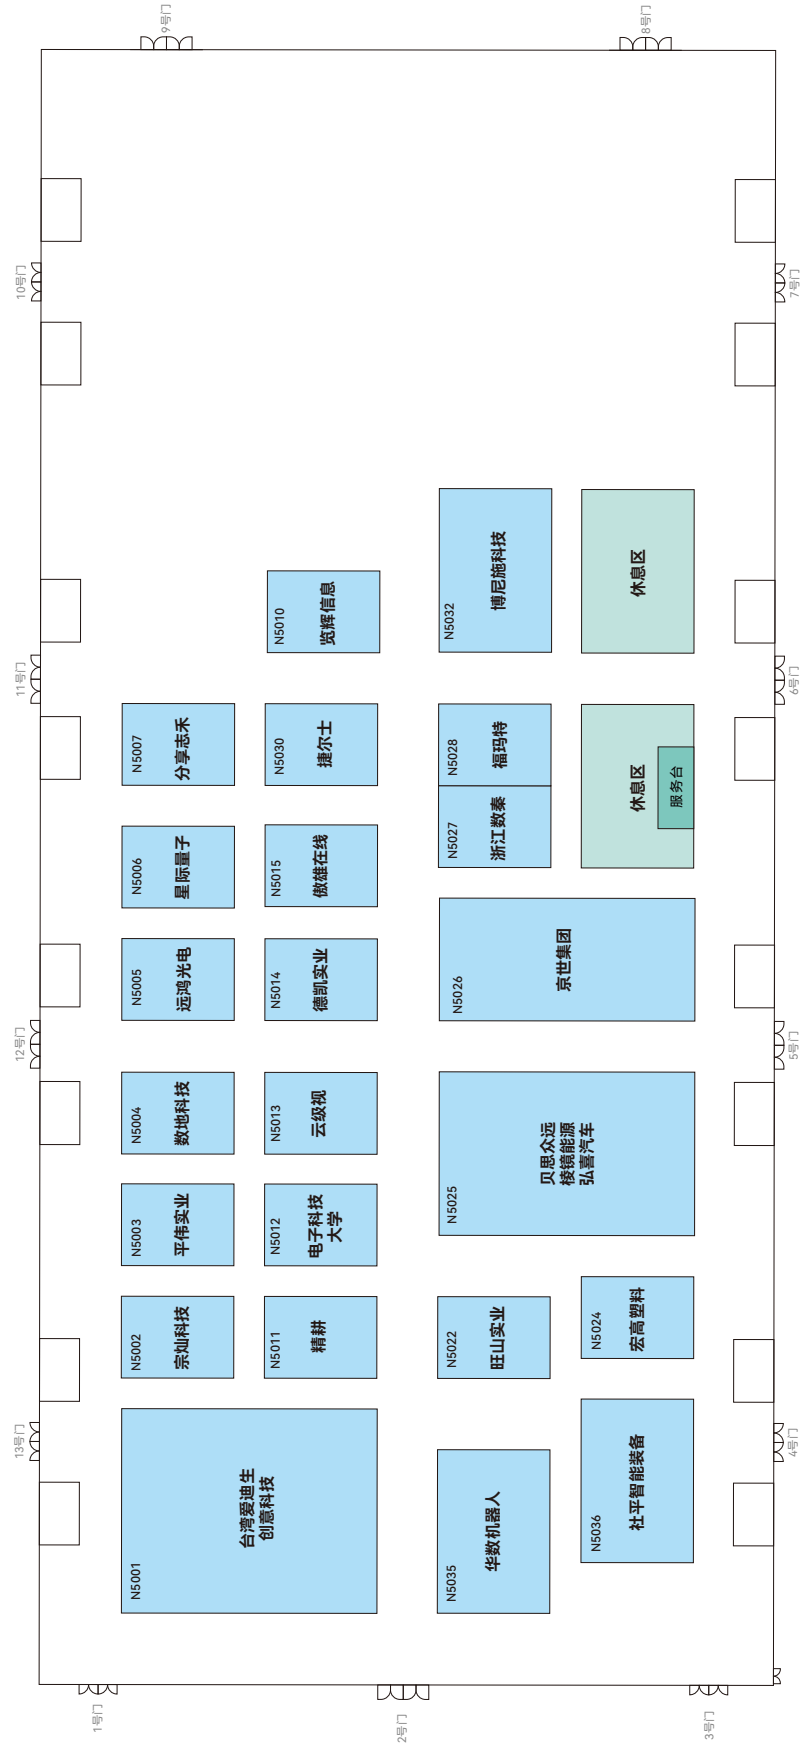 9号门
8号门
10号门
7号门
N5010
览辉信息
N5032
博尼施科技
休息区
11号门
6号门
N5007
分享志禾
N5030
捷尔士
N5028
福玛特
N5027
浙江数秦
休息区
服务台
N5006
星际量子
N5015
傲雄在线
N5005
远鸿光电
N5014
德凯实业
N5026
京世集团
12号门
5号门
N5004
数地科技
N5013
云级视
N5025
贝思众远
棱镜能源
弘喜汽车
N5003
平伟实业
N5012
电子科技
大学
N5002
宗灿科技
N5011
精耕
N5022
旺山实业
N5024
宏高塑料
13号门
4号门
N5001
台湾爱迪生
创意科技
N5035
华数机器人
N5036
社平智能装备
1号门
2号门
3号门